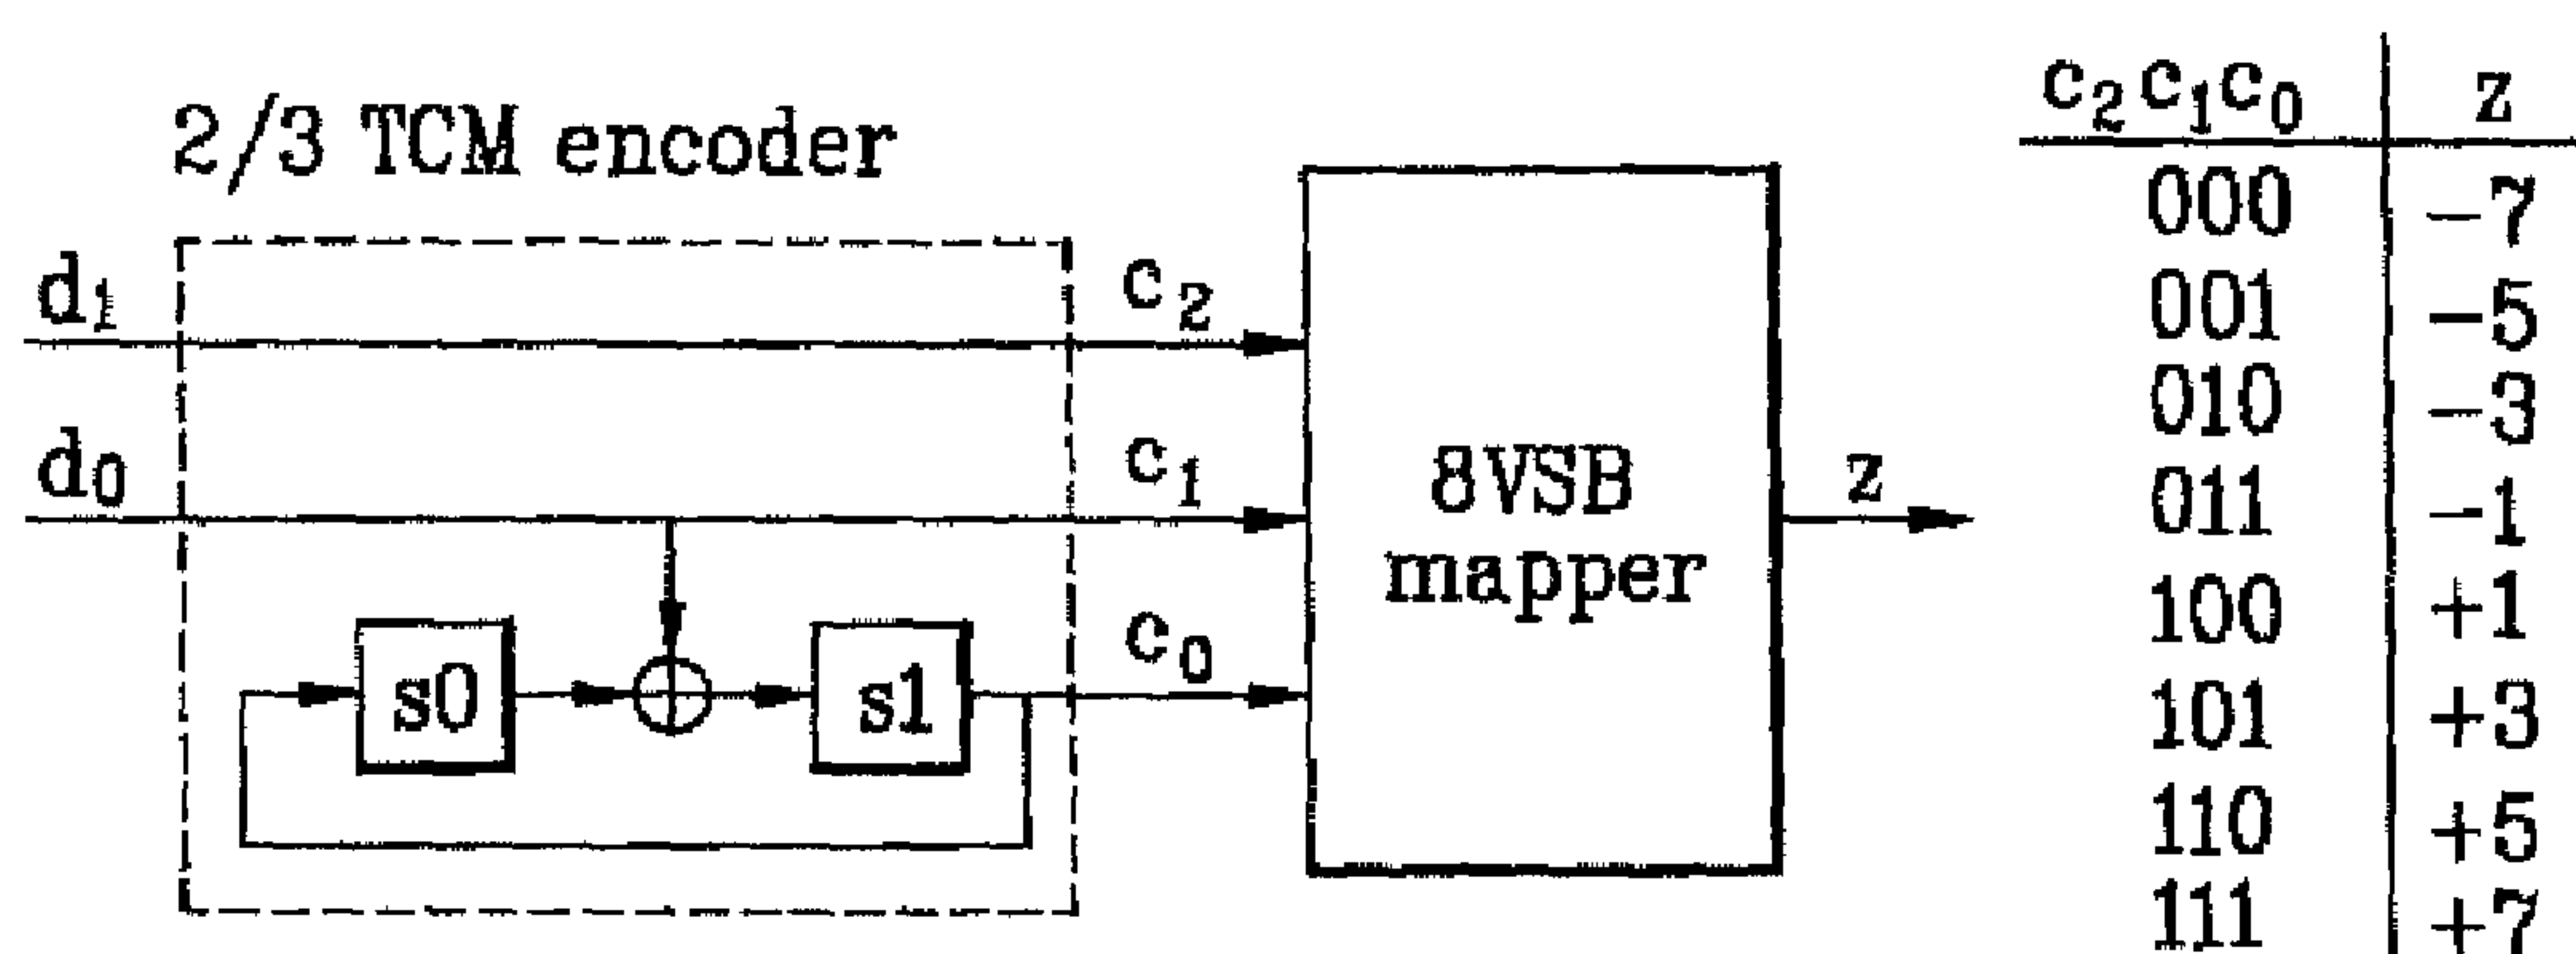 2/3 TCM encoder
d1
d0
s0
s1
c2
c1
c0
8VSB
mapper
z
c2c1c0 z
000 −7
001 −5
010 −3
011 −1
100 +1
101 +3
110 +5
111 +7